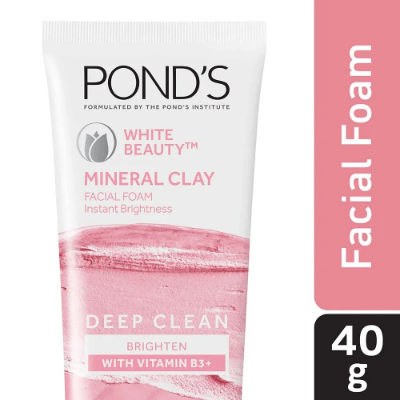 POND'S
FORMULATED BY THE POND'S INSTITUTE
WHITE
BEAUTY™
MINERAL CLAY
FACIAL FOAM
Instant Brightness
DEEP CLEAN
BRIGHTEN
WITH VITAMIN B3+
Facial Foam
40
g